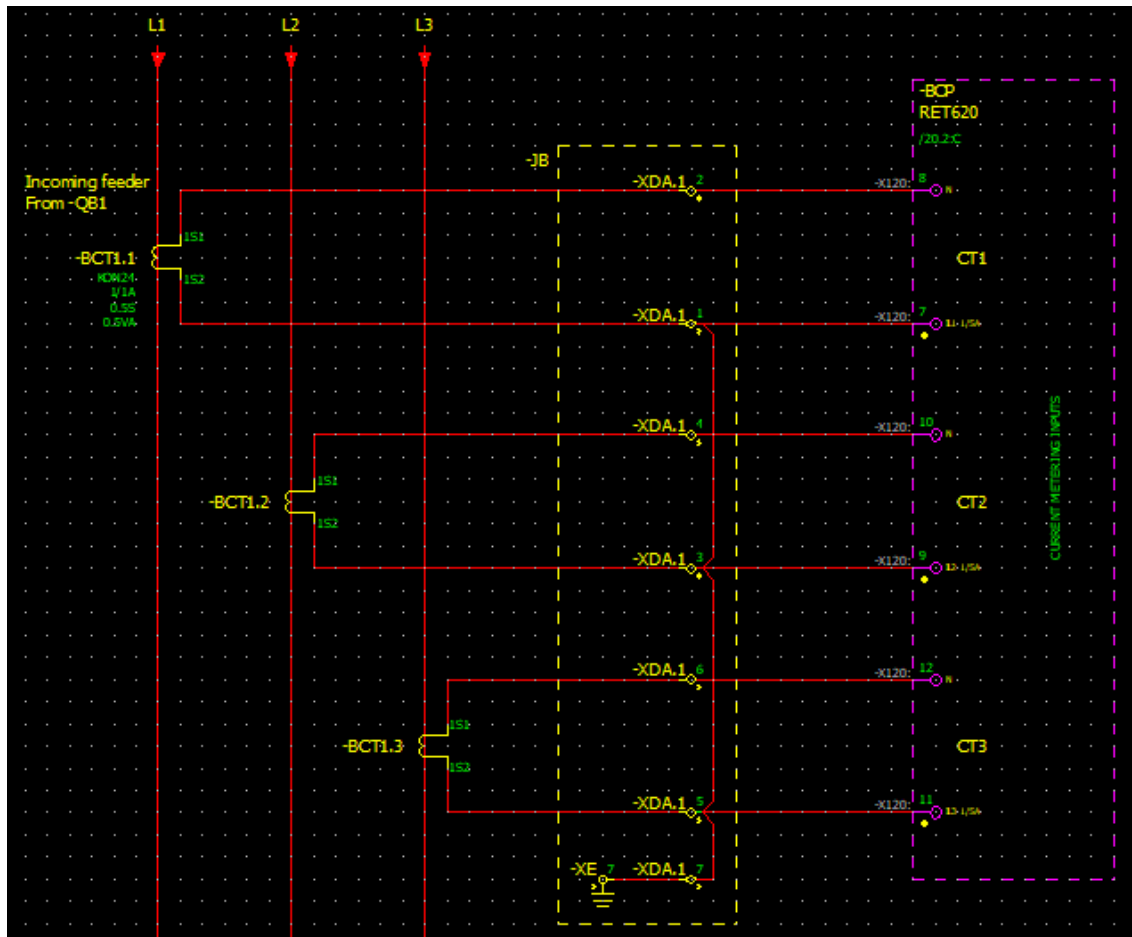 L1
L2
L3
-BCP
RET620
/20.2:C
-JB
Incoming feeder
From -QB1
-XDA.1 2
-X120: 8
N
1S1
-BCT1.1
1S2
KOK24
1/1A
0.5S
CT1
-XDA.1 1
-X120: 7
-XDA.1 4
-X120: 10
N
1S1
-BCT1.2
1S2
CT2
CURRENT METERING INPUTS
-XDA.1 3
-X120: 9
-XDA.1 6
-X120: 12
N
1S1
-BCT1.3
1S2
CT3
-XDA.1 5
-X120: 11
-XE 7
-XDA.1 7